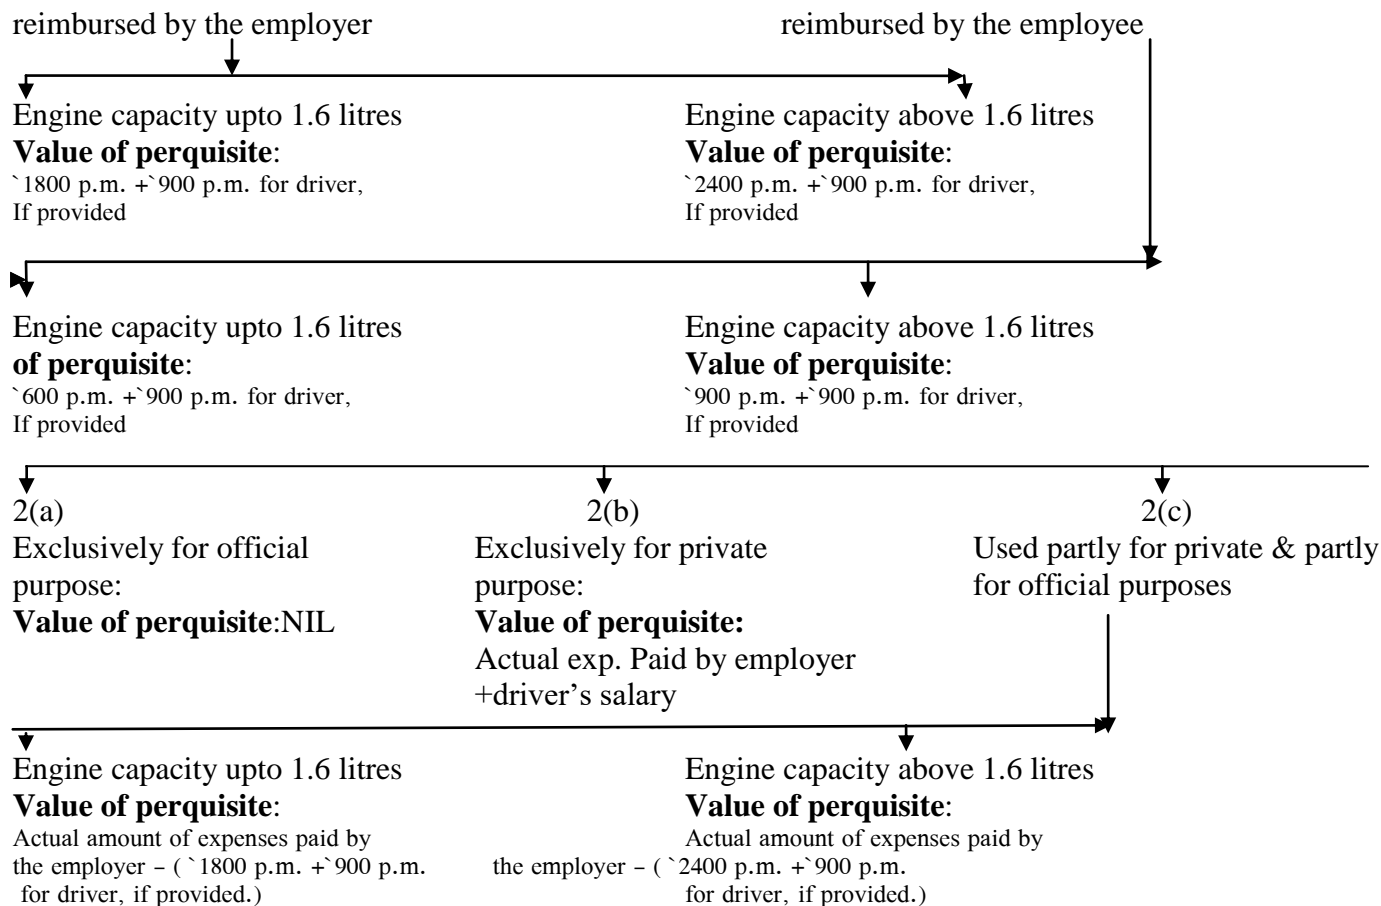 reimbursed by the employer reimbursed by the employee
Engine capacity upto 1.6 litres Engine capacity above 1.6 litres
Value of perquisite: Value of perquisite:
`1800 p.m. +`900 p.m. for driver, `2400 p.m. +`900 p.m. for driver,
If provided If provided
Engine capacity upto 1.6 litres Engine capacity above 1.6 litres
of perquisite: Value of perquisite:
`600 p.m. +`900 p.m. for driver, `900 p.m. +`900 p.m. for driver,
If provided If provided
2(a) 2(b) 2(c)
Exclusively for official Exclusively for private Used partly for private & partly
purpose: purpose: for official purposes
Value of perquisite:NIL Value of perquisite:
Actual exp. Paid by employer
+driver's salary
Engine capacity upto 1.6 litres Engine capacity above 1.6 litres
Value of perquisite: Value of perquisite:
Actual amount of expenses paid by Actual amount of expenses paid by
the employer – ( `1800 p.m. +`900 p.m. the employer – ( `2400 p.m. +`900 p.m.
for driver, if provided.) for driver, if provided.)